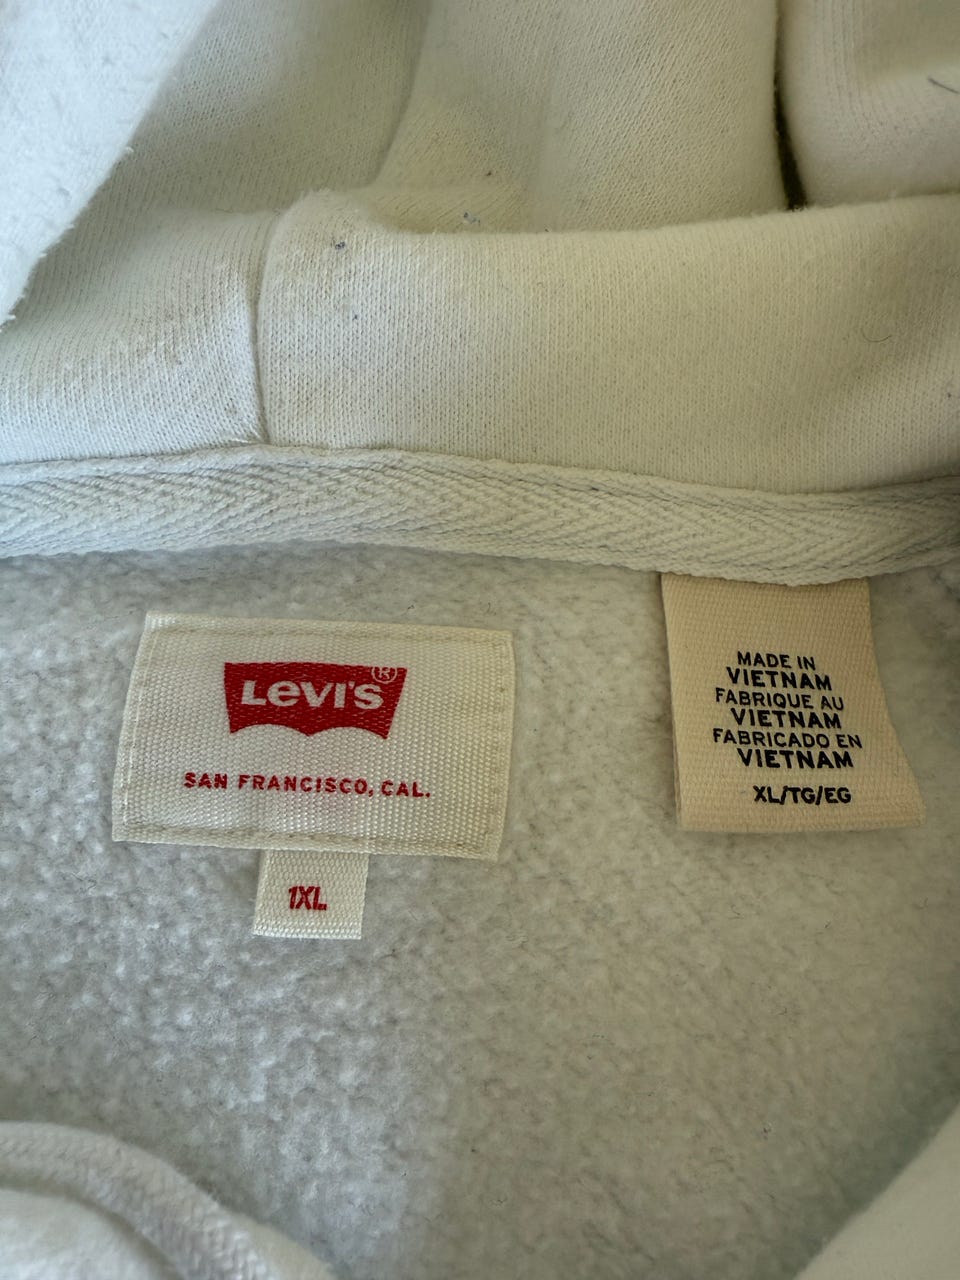 LEVI'S®
SAN FRANCISCO, CAL.
1XL
MADE IN
VIETNAM
FABRIQUE AU
VIETNAM
FABRICADO EN
VIETNAM
XL/TG/EG